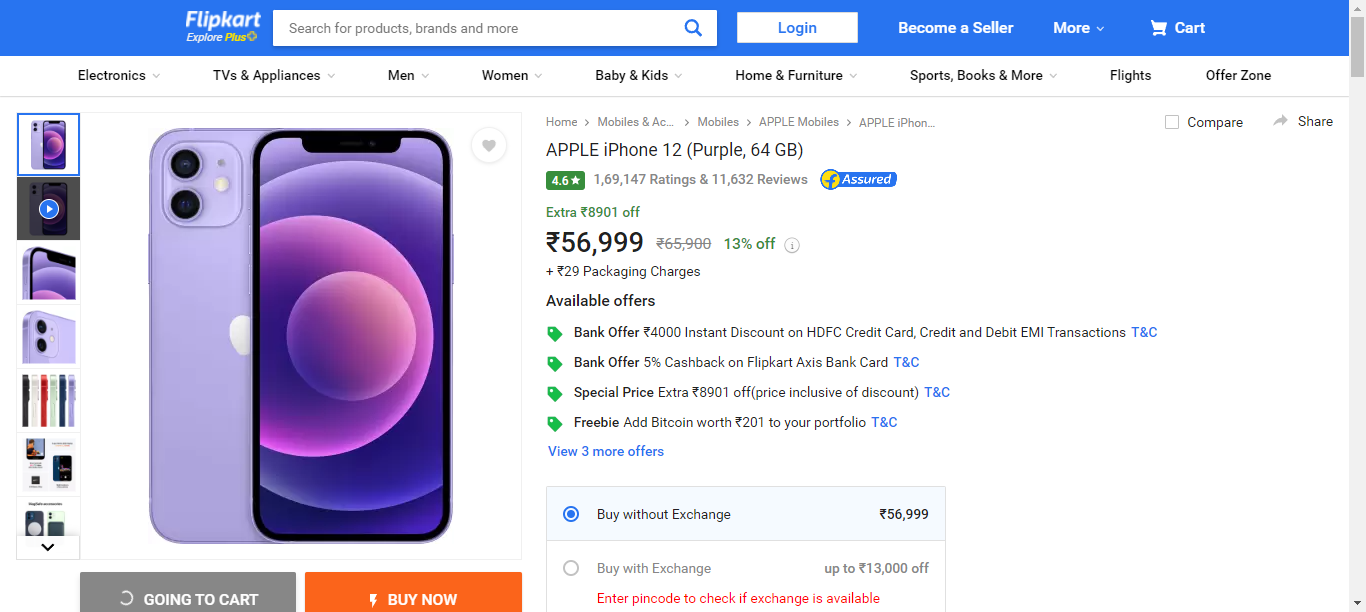 Flipkart
Explore Plus
Search for products, brands and more
Login
Become a Seller
More
Cart
Electronics
TVs & Appliances
Men
Women
Baby & Kids
Home & Furniture
Sports, Books & More
Flights
Offer Zone
Home > Mobiles & Ac... > Mobiles > APPLE Mobiles > APPLE iPhon...
Compare
Share
APPLE iPhone 12 (Purple, 64 GB)
4.6★ 1,69,147 Ratings & 11,632 Reviews Assured
Extra ₹8901 off
₹56,999 ₹65,900 13% off
+ ₹29 Packaging Charges
Available offers
Bank Offer ₹4000 Instant Discount on HDFC Credit Card, Credit and Debit EMI Transactions T&C
Bank Offer 5% Cashback on Flipkart Axis Bank Card T&C
Special Price Extra ₹8901 off(price inclusive of discount) T&C
Freebie Add Bitcoin worth ₹201 to your portfolio T&C
View 3 more offers
Buy without Exchange ₹56,999
Buy with Exchange up to ₹13,000 off
Enter pincode to check if exchange is available
GOING TO CART
BUY NOW